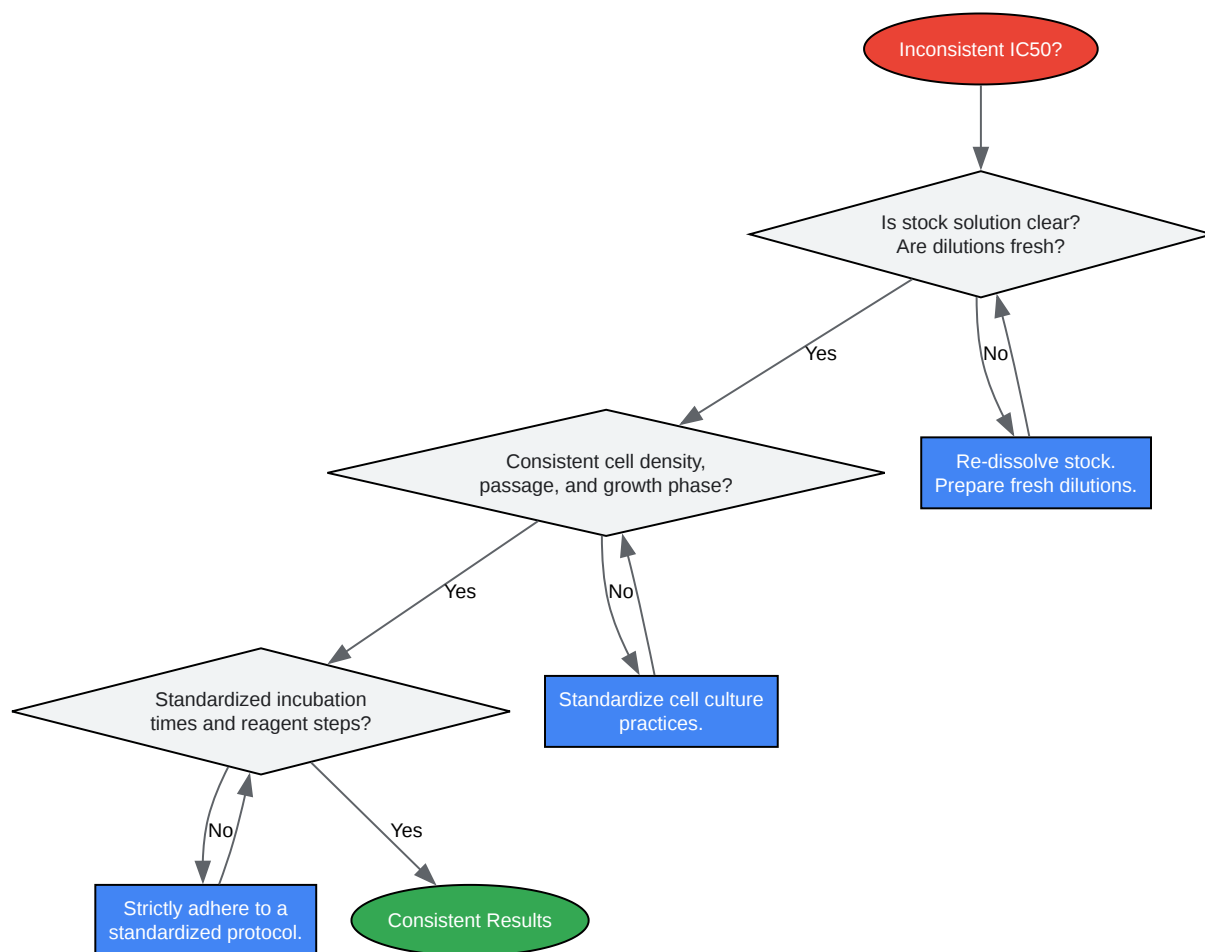 Inconsistent IC50?
Is stock solution clear?
Are dilutions fresh?
Yes
No
Re-dissolve stock.
Prepare fresh dilutions.
Consistent cell density,
passage, and growth phase?
Yes
No
Standardize cell culture
practices.
Standardized incubation
times and reagent steps?
No
Yes
Strictly adhere to a
standardized protocol.
Consistent Results